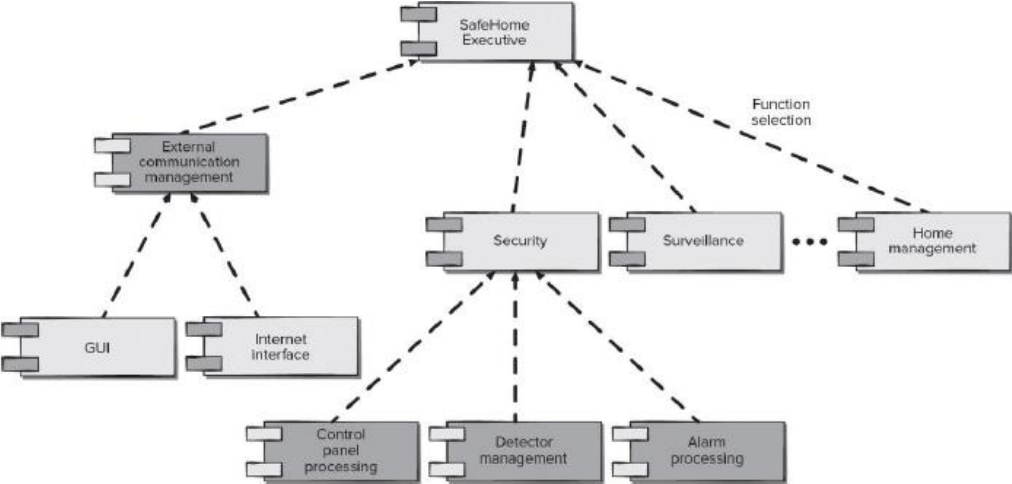 SafeHome
Executive
Function
selection
External
communication
management
Security
Surveillance
Home
management
GUI
Internet
interface
Control
panel
processing
Detector
management
Alarm
processing